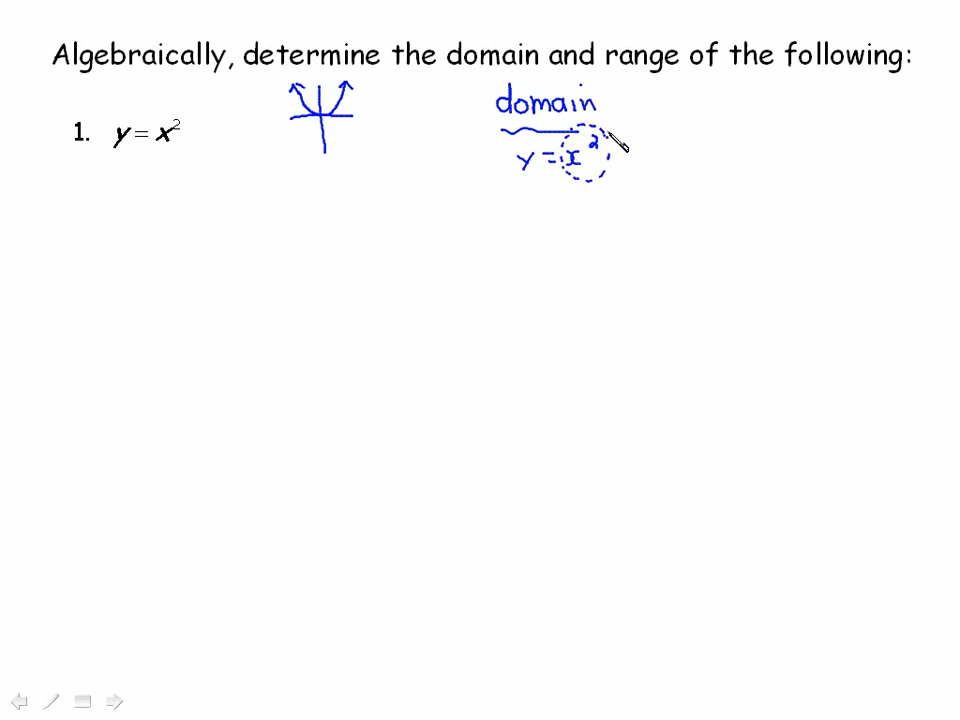 Algebraically, determine the domain and range of the following:
domain
1. y = x²
y = x²